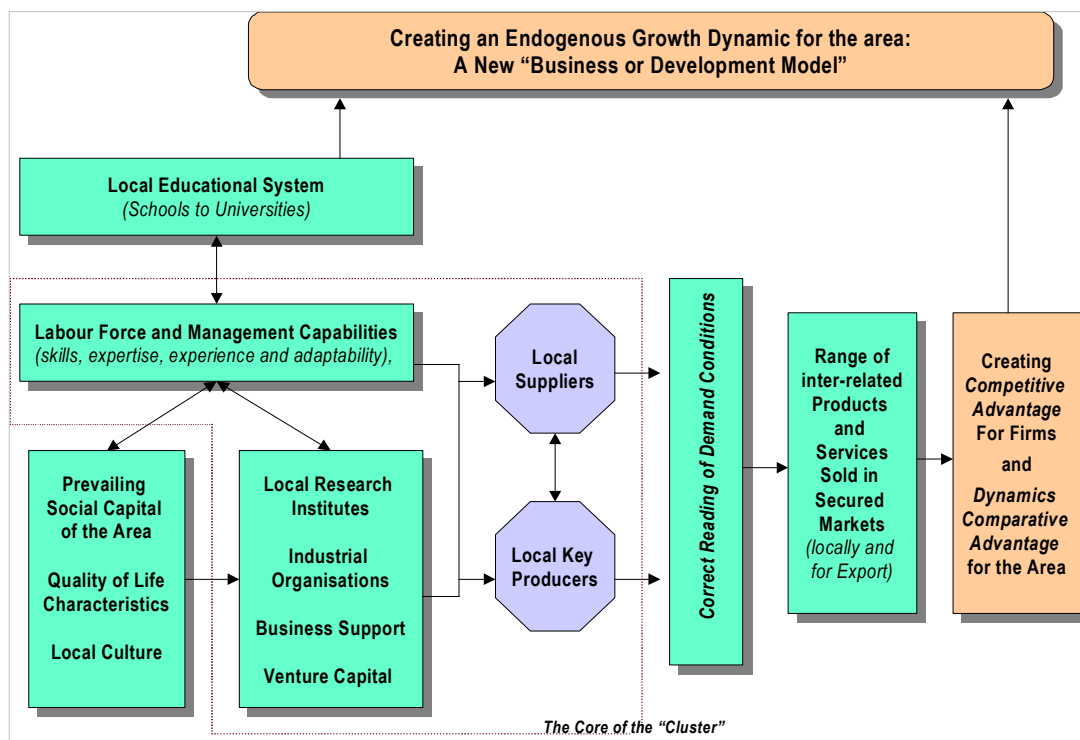 Creating an Endogenous Growth Dynamic for the area:
A New “Business or Development Model”
Local Educational System
(Schools to Universities)
Labour Force and Management Capabilities
(skills, expertise, experience and adaptability),
Prevailing
Social Capital
of the Area
Quality of Life
Characteristics
Local Culture
Local Research
Institutes
Industrial
Organisations
Business Support
Venture Capital
Local
Suppliers
Local Key
Producers
Correct Reading of Demand Conditions
Range of
inter-related
Products
and
Services
Sold in
Secured
Markets
(locally and
for Export)
Creating
Competitive
Advantage
For Firms
and
Dynamics
Comparative
Advantage
for the Area
The Core of the “Cluster”